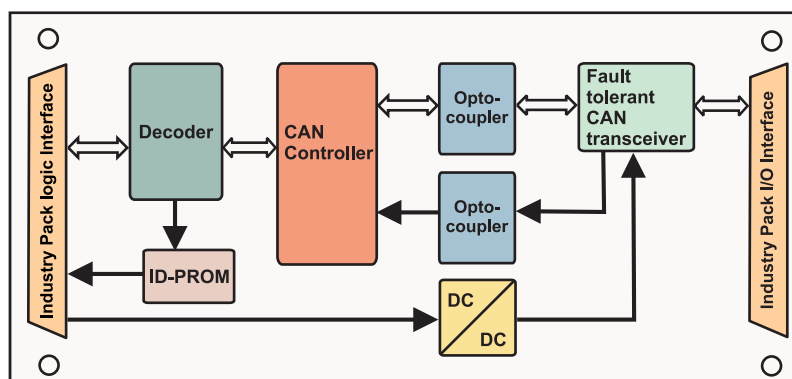 Industry Pack logic Interface
Decoder
ID-PROM
CAN
Controller
Opto-
coupler
Opto-
coupler
DC
DC
Fault
tolerant
CAN
transceiver
Industry Pack I/O Interface